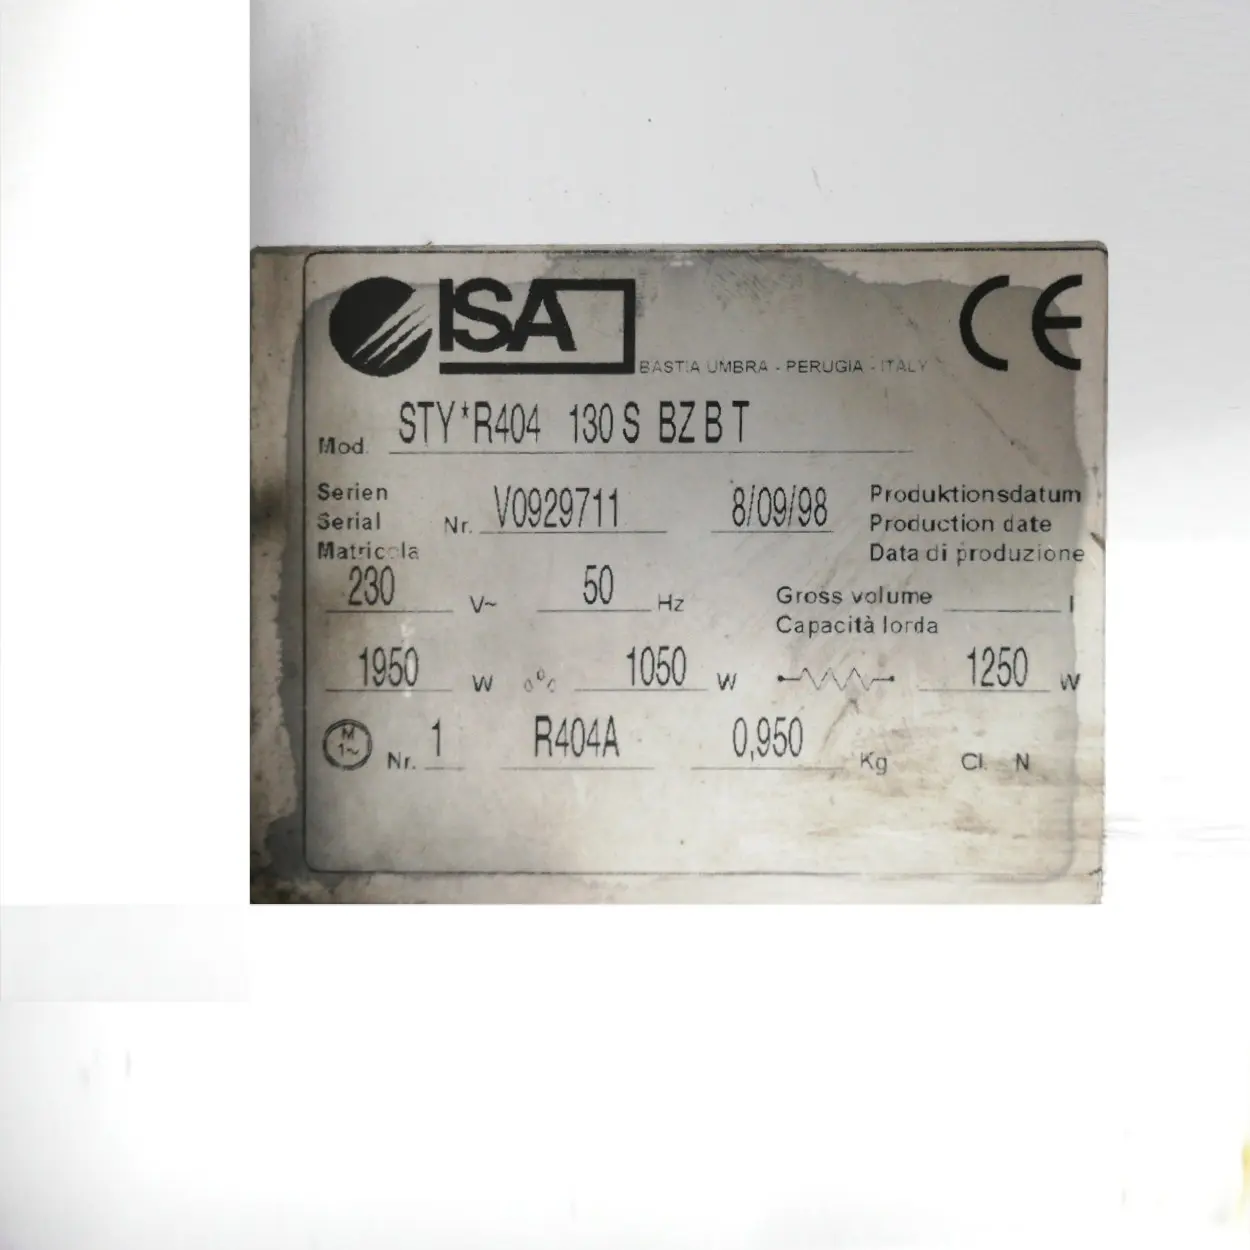 ISA
CE
BASTIA UMBRA - PERUGIA - ITALY
Mod. STY*R404 130 S BZ B T
Serien
Serial Nr. V0929711 8/09/98
Matricola
Produktionsdatum
Production date
Data di produzione
230 V~ 50 Hz
Gross volume l
Capacità lorda
1950 W 1050 W 1250 W
M
1~
Nr. 1 R404A 0,950 Kg Cl. N